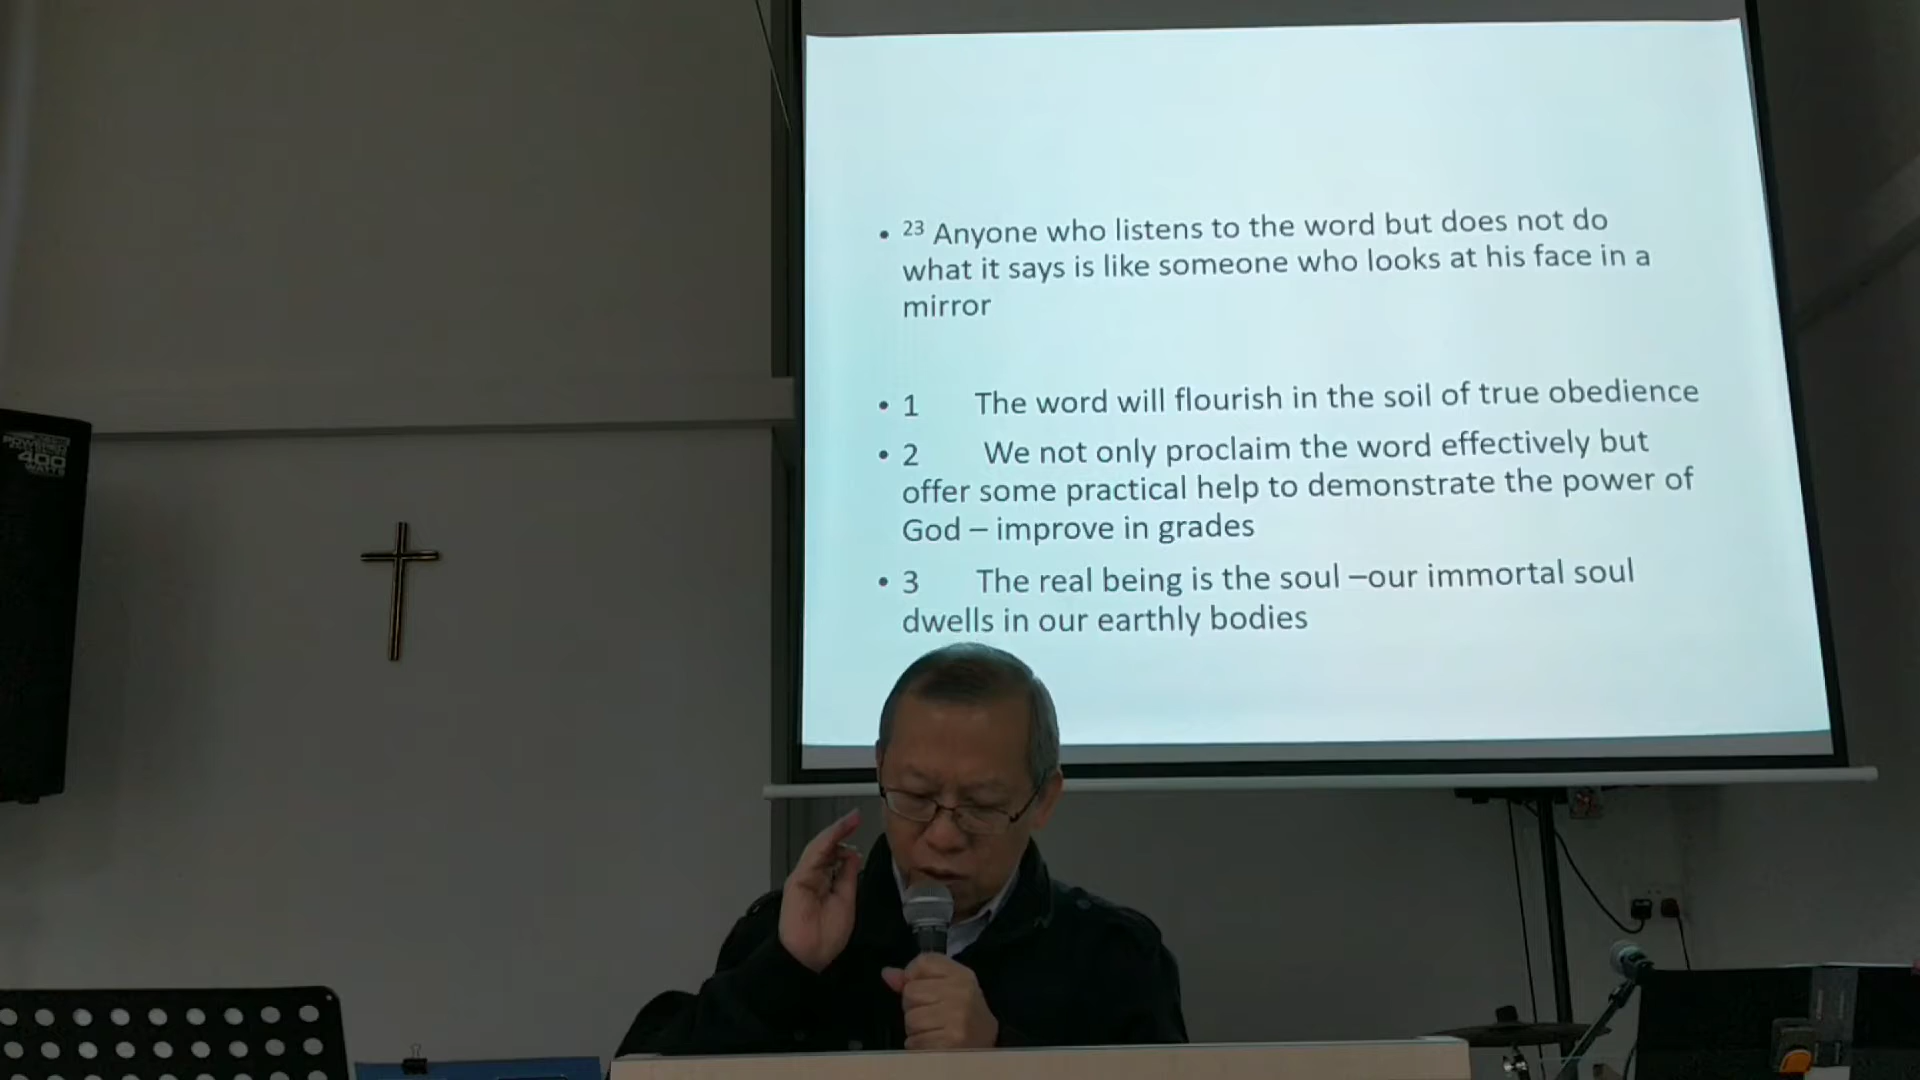 • 23 Anyone who listens to the word but does not do
what it says is like someone who looks at his face in a
mirror
• 1 The word will flourish in the soil of true obedience
• 2 We not only proclaim the word effectively but
offer some practical help to demonstrate the power of
God – improve in grades
• 3 The real being is the soul –our immortal soul
dwells in our earthly bodies
POWERED
400
WATTS